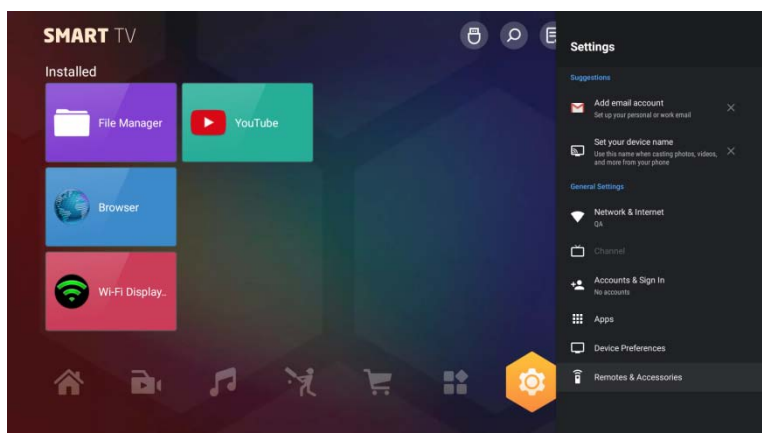 SMART TV
Installed
File Manager
YouTube
Browser
Wi-Fi Display..
Settings
Suggestions
Add email account
Set up your personal or work email
Set your device name
Use this name when casting photos, videos,
and more from your phone
General Settings
Network & Internet
QA
Channel
Accounts & Sign In
No accounts
Apps
Device Preferences
Remotes & Accessories